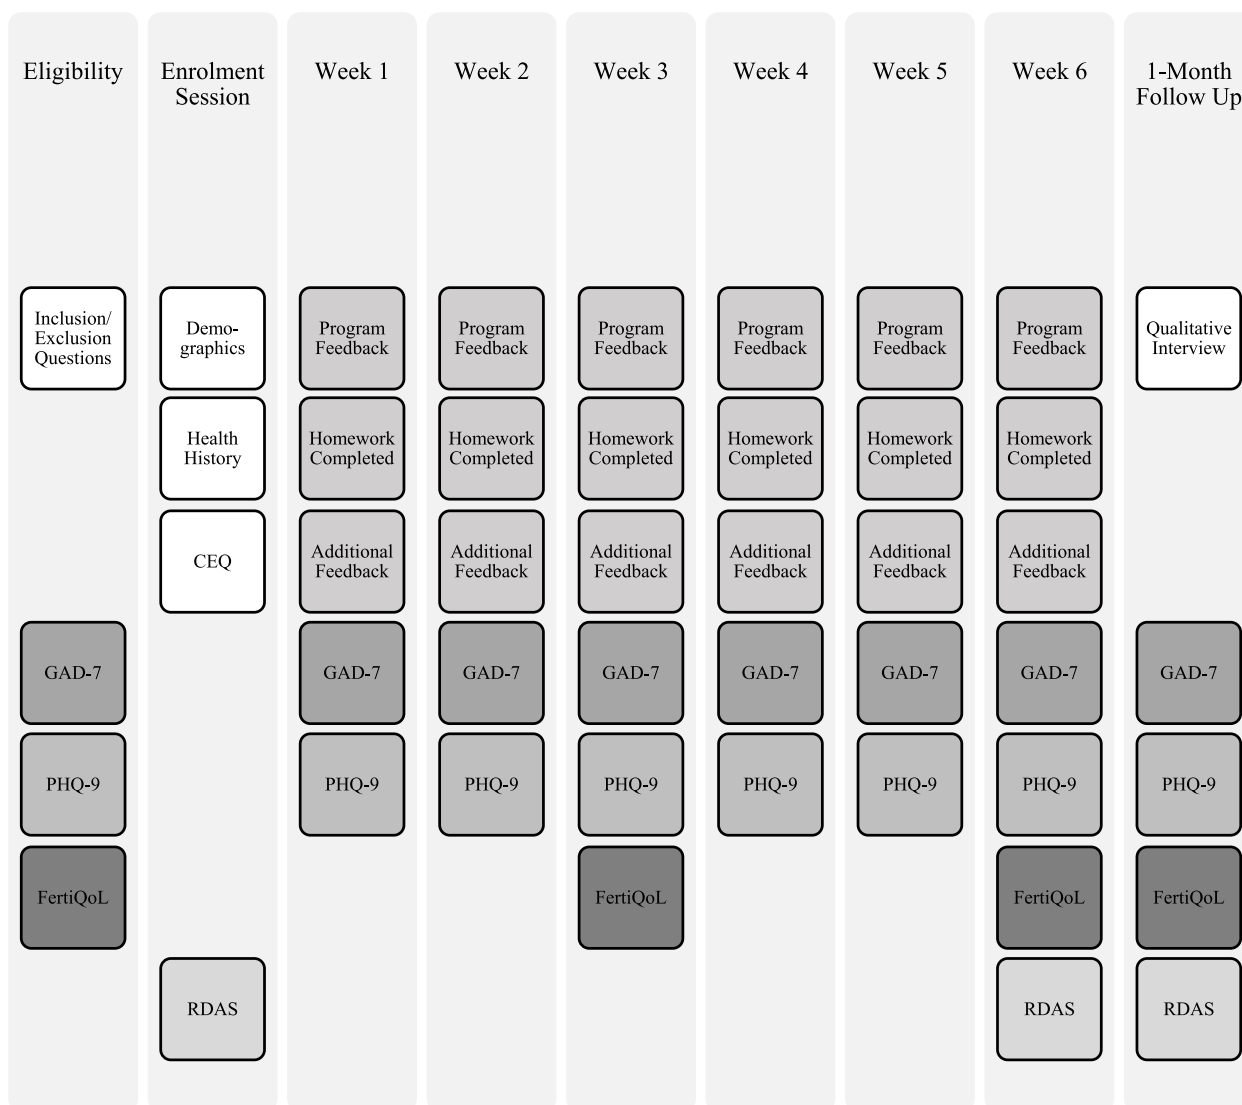 Eligibility
Enrolment
Session
Week 1
Week 2
Week 3
Week 4
Week 5
Week 6
1-Month
Follow Up
Inclusion/
Exclusion
Questions
Demo-
graphics
Program
Feedback
Program
Feedback
Program
Feedback
Program
Feedback
Program
Feedback
Program
Feedback
Qualitative
Interview
Health
History
Homework
Completed
Homework
Completed
Homework
Completed
Homework
Completed
Homework
Completed
Homework
Completed
CEQ
Additional
Feedback
Additional
Feedback
Additional
Feedback
Additional
Feedback
Additional
Feedback
Additional
Feedback
GAD-7
GAD-7
GAD-7
GAD-7
GAD-7
GAD-7
GAD-7
GAD-7
PHQ-9
PHQ-9
PHQ-9
PHQ-9
PHQ-9
PHQ-9
PHQ-9
PHQ-9
FertiQoL
FertiQoL
FertiQoL
FertiQoL
RDAS
RDAS
RDAS